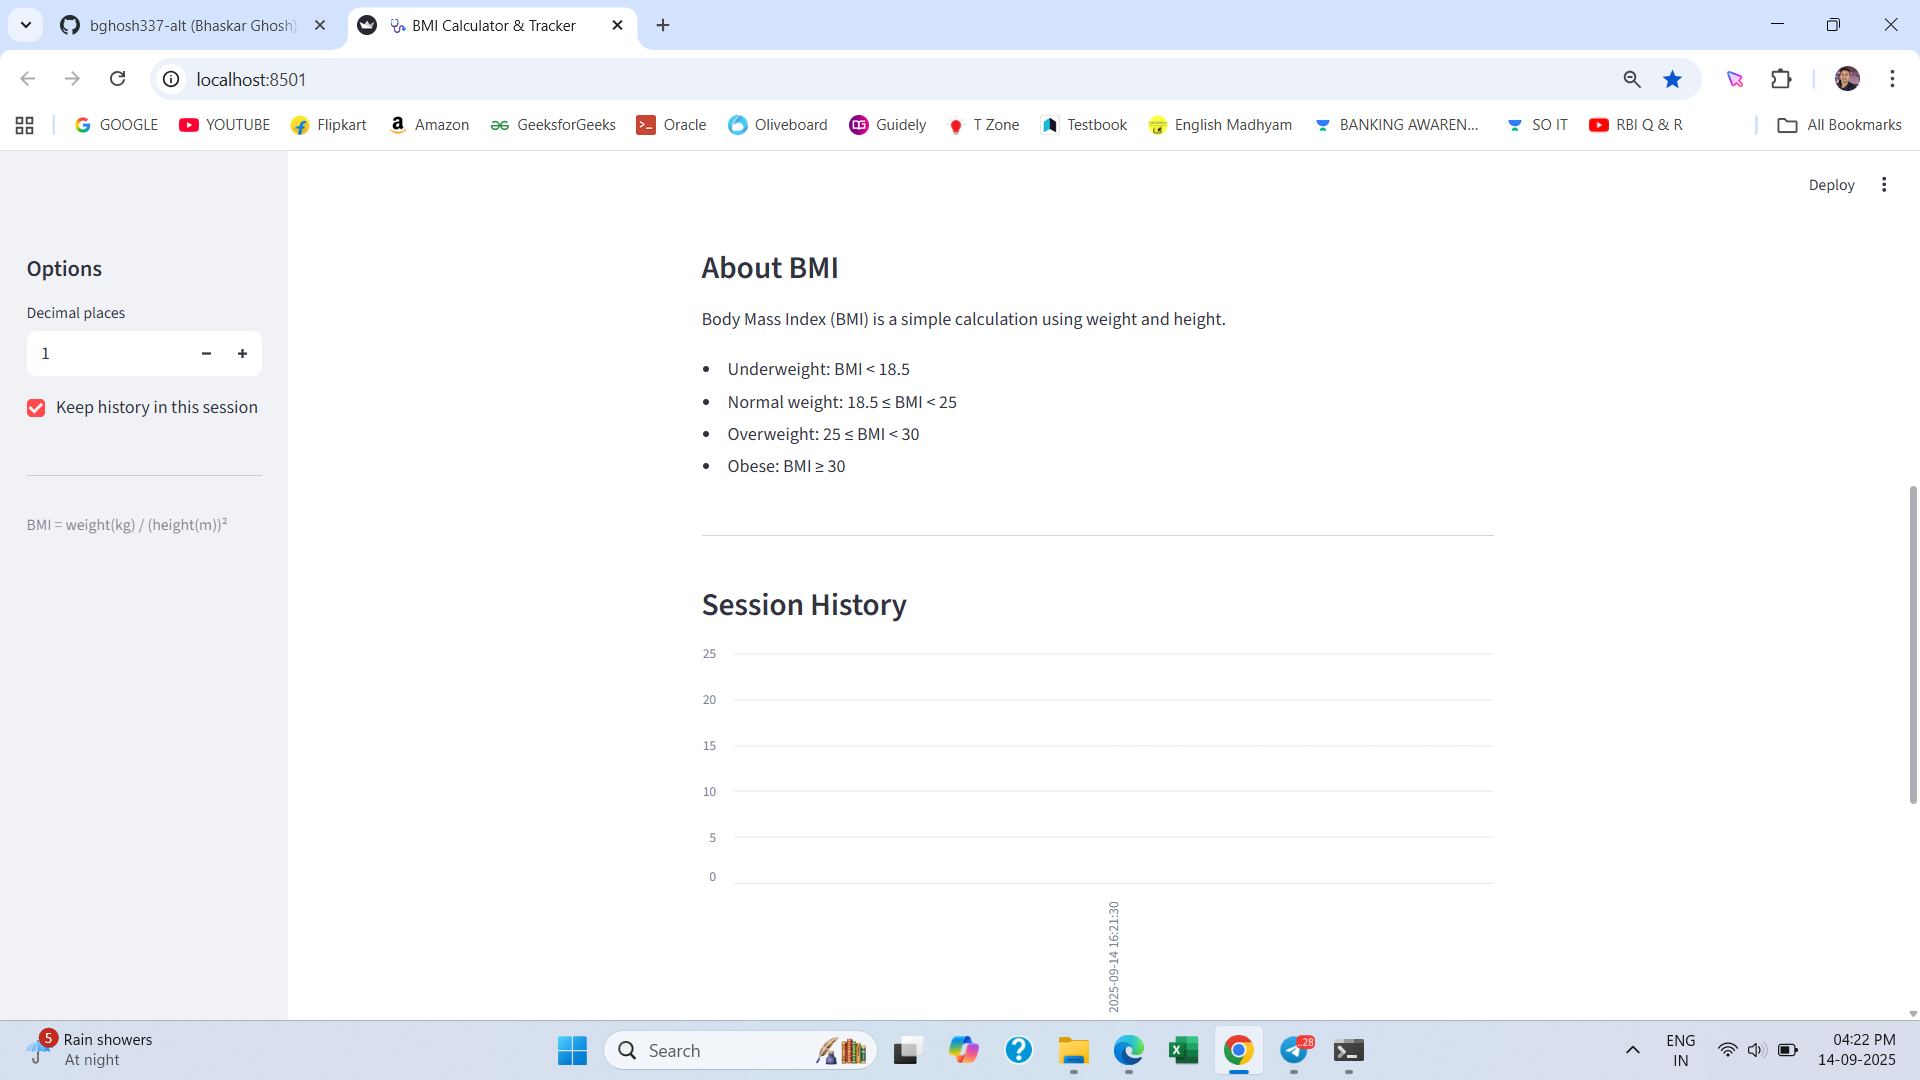 bghosh337-alt (Bhaskar Ghosh)
BMI Calculator & Tracker
localhost:8501
GOOGLE
YOUTUBE
Flipkart
Amazon
GeeksforGeeks
Oracle
Oliveboard
Guidely
T Zone
Testbook
English Madhyam
BANKING AWAREN...
SO IT
RBI Q & R
All Bookmarks
Deploy
Options
Decimal places
1
Keep history in this session
BMI = weight(kg) / (height(m))²
About BMI
Body Mass Index (BMI) is a simple calculation using weight and height.
• Underweight: BMI < 18.5
• Normal weight: 18.5 ≤ BMI < 25
• Overweight: 25 ≤ BMI < 30
• Obese: BMI ≥ 30
Session History
25
20
15
10
5
0
2025-09-14 16:21:30
5
Rain showers
At night
Search
.28
ENG
IN
04:22 PM
14-09-2025